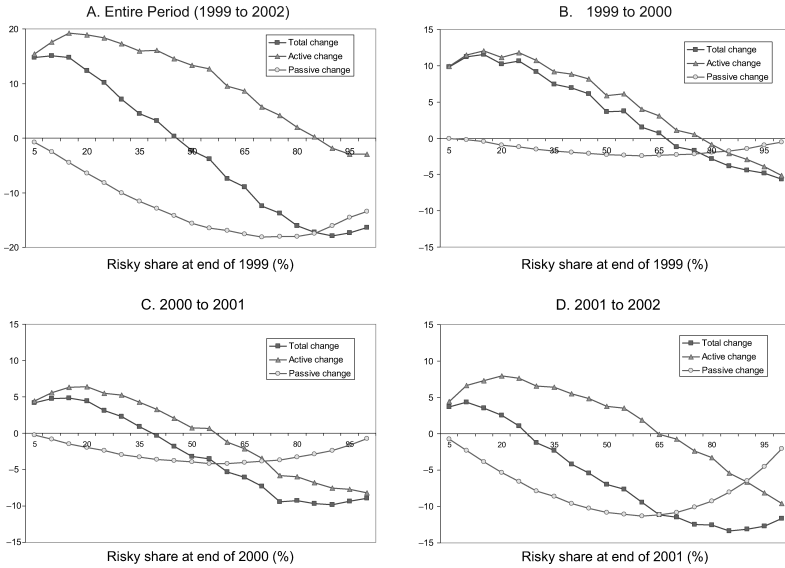 A. Entire Period (1999 to 2002)
20
15
10
5
0
−10
−20
5 20 35 50 65 80 95
Total change
Active change
Passive change
Risky share at end of 1999 (%)
B. 1999 to 2000
15
10
5
0
−5
−10
−15
5 20 35 50 65 80 95
Total change
Active change
Passive change
Risky share at end of 1999 (%)
C. 2000 to 2001
15
10
5
0
−5
−10
−15
5 20 35 50 65 80 95
Total change
Active change
Passive change
Risky share at end of 2000 (%)
D. 2001 to 2002
15
10
5
0
−5
−10
−15
5 20 35 50 65 80 95
Total change
Active change
Passive change
Risky share at end of 2001 (%)